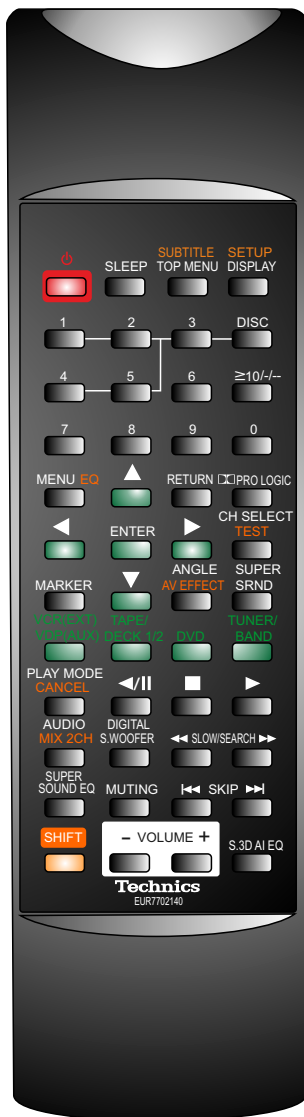 SUBTITLE SETUP
SLEEP TOP MENU DISPLAY
1 2 3 DISC
4 5 6 ≥10/-/--
7 8 9 0
MENU EQ RETURN PRO LOGIC
CH SELECT
ENTER TEST
ANGLE SUPER
MARKER AV EFFECT SRND
VCR(EXT) TAPE/ TUNER/
VDP(AUX) DECK 1/2 DVD BAND
PLAY MODE
CANCEL
AUDIO DIGITAL
MIX 2CH S.WOOFER SLOW/SEARCH
SUPER
SOUND EQ MUTING SKIP
SHIFT - VOLUME + S.3D AI EQ
Technics
EUR7702140